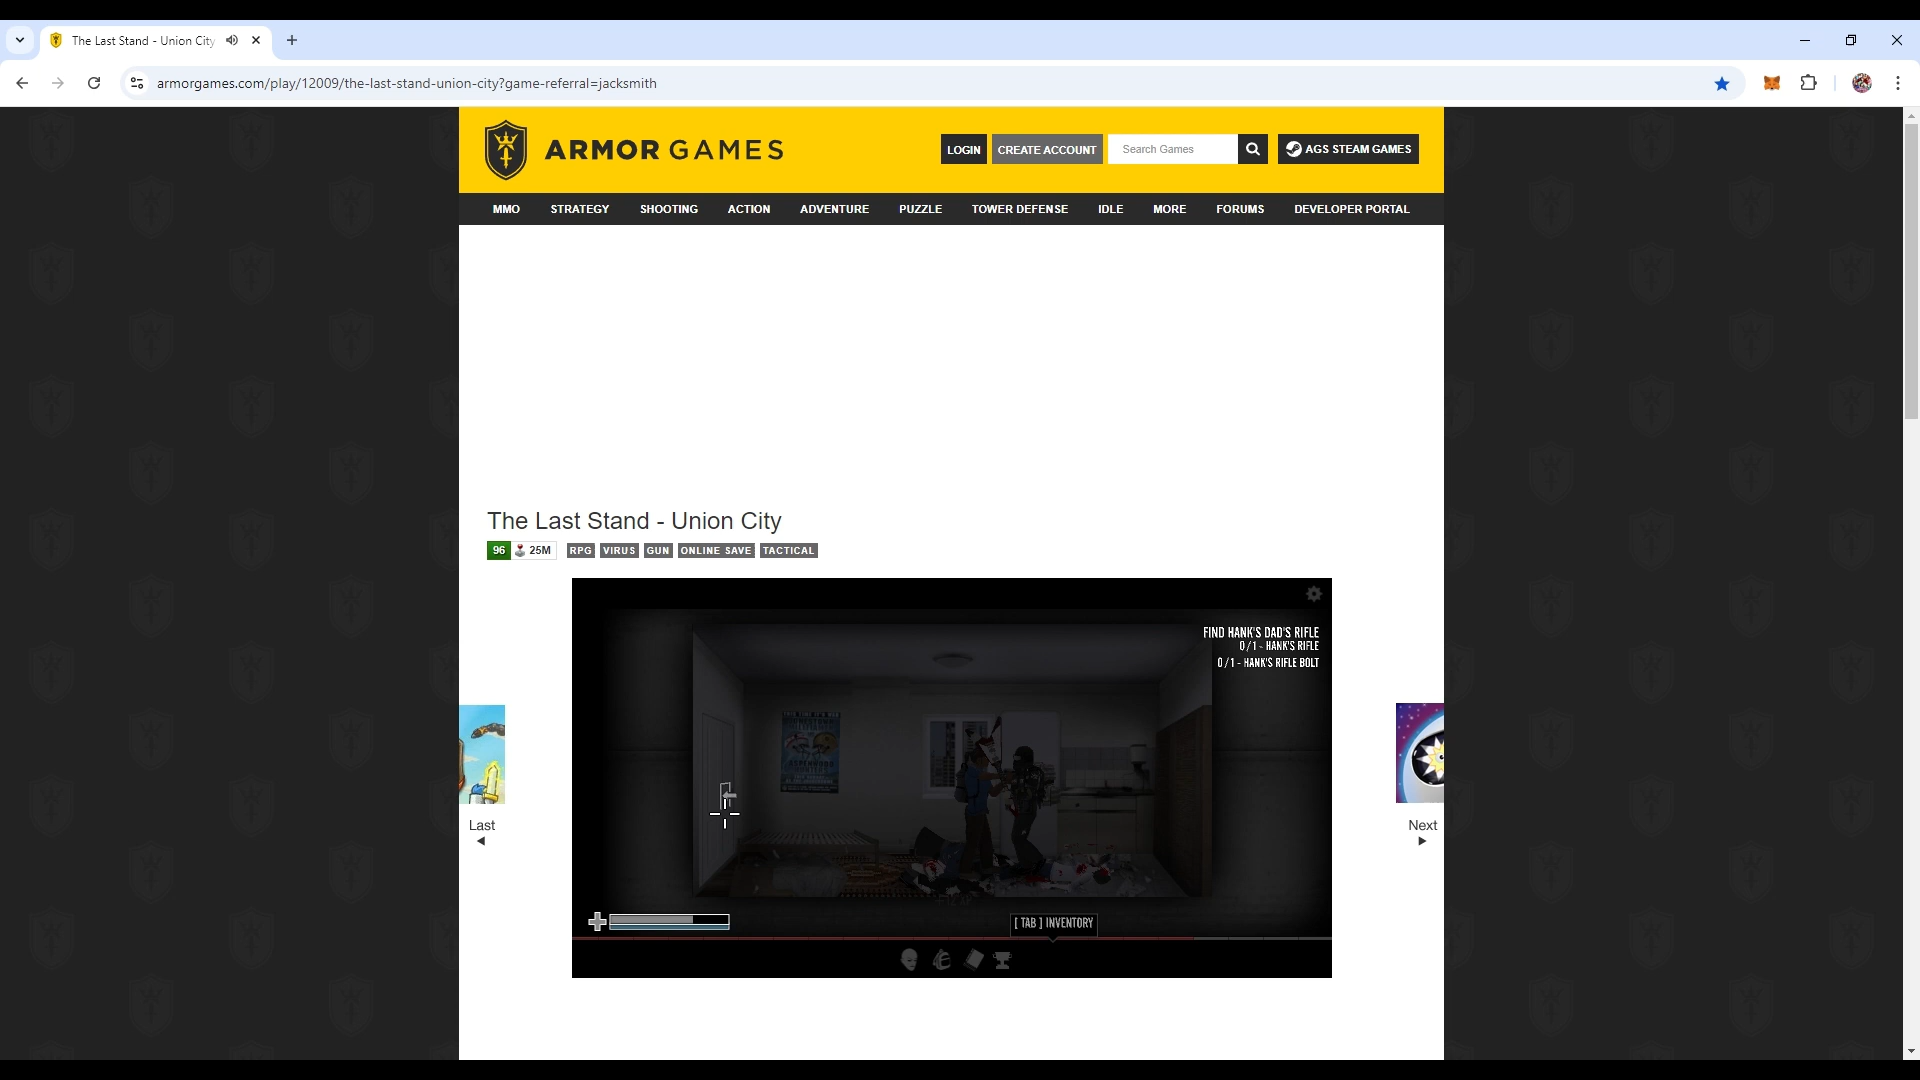 The Last Stand - Union City
armorgames.com/play/12009/the-last-stand-union-city?game-referral=jacksmith
ARMOR GAMES
LOGIN
CREATE ACCOUNT
Search Games
AGS STEAM GAMES
MMO
STRATEGY
SHOOTING
ACTION
ADVENTURE
PUZZLE
TOWER DEFENSE
IDLE
MORE
FORUMS
DEVELOPER PORTAL
The Last Stand - Union City
96
25M
RPG
VIRUS
GUN
ONLINE SAVE
TACTICAL
FIND HANK'S DAD'S RIFLE
0/1 - HANK'S RIFLE
0/1 - HANK'S RIFLE BOLT
Last
Next
[ TAB ] INVENTORY